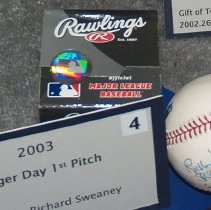 Rawlings
R
EST. 1887
official
MAJOR LEAGUE
BASEBALL
Gift of
2002.26
4
2003
ger Day 1st Pitch
Richard Sweaney